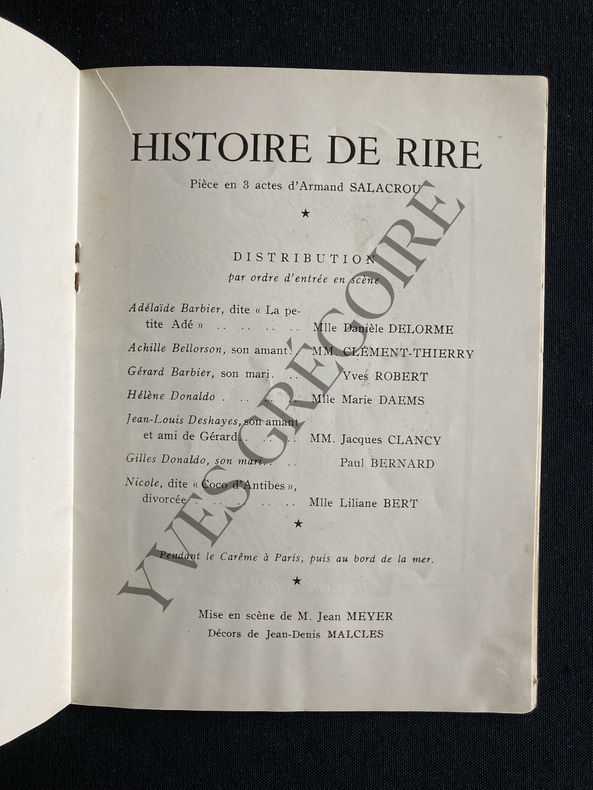 HISTOIRE DE RIRE
Pièce en 3 actes d'Armand SALACROU
★
DISTRIBUTION
par ordre d'entrée en scène
Adélaïde Barbier, dite « La pe-
tite Adé » .. .. .. .. Mlle Danièle DELORME
Achille Bellorson, son amant. MM. CLÉMENT-THIERRY
Gérard Barbier, son mari. .. Yves ROBERT
Hélène Donaldo . .. .. .. Mlle Marie DAEMS
Jean-Louis Deshayes, son amant
et ami de Gérard. .. .. MM. Jacques CLANCY
Gilles Donaldo, son mari. .. Paul BERNARD
Nicole, dite « Coco d'Antibes »,
divorcée . .. .. .. .. Mlle Liliane BERT
★
Pendant le Carême à Paris, puis au bord de la mer.
★
Mise en scène de M. Jean MEYER
Décors de Jean-Denis MALCLES
YVES GRÉGOIRE